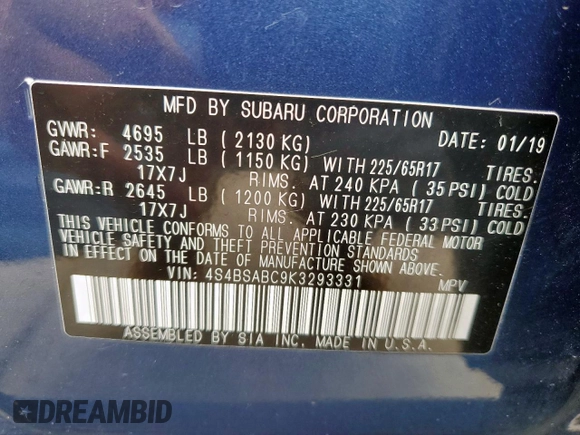 MFD BY SUBARU CORPORATION
GVWR: 4695 LB ( 2130 KG) DATE: 01/19
GAWR:F 2535 LB ( 1150 KG) WITH 225/65R17 TIRES.
17X7J RIMS. AT 240 KPA ( 35 PSI) COLD
GAWR:R 2645 LB ( 1200 KG) WITH 225/65R17 TIRES.
17X7J RIMS. AT 230 KPA ( 33 PSI) COLD
THIS VEHICLE CONFORMS TO ALL APPLICABLE FEDERAL MOTOR
VEHICLE SAFETY AND THEFT PREVENTION STANDARDS
IN EFFECT ON THE DATE OF MANUFACTURE SHOWN ABOVE.
VIN: 4S4BSABC9K3293331 MPV
ASSEMBLED BY SIA INC, MADE IN U.S.A.
DREAMBID